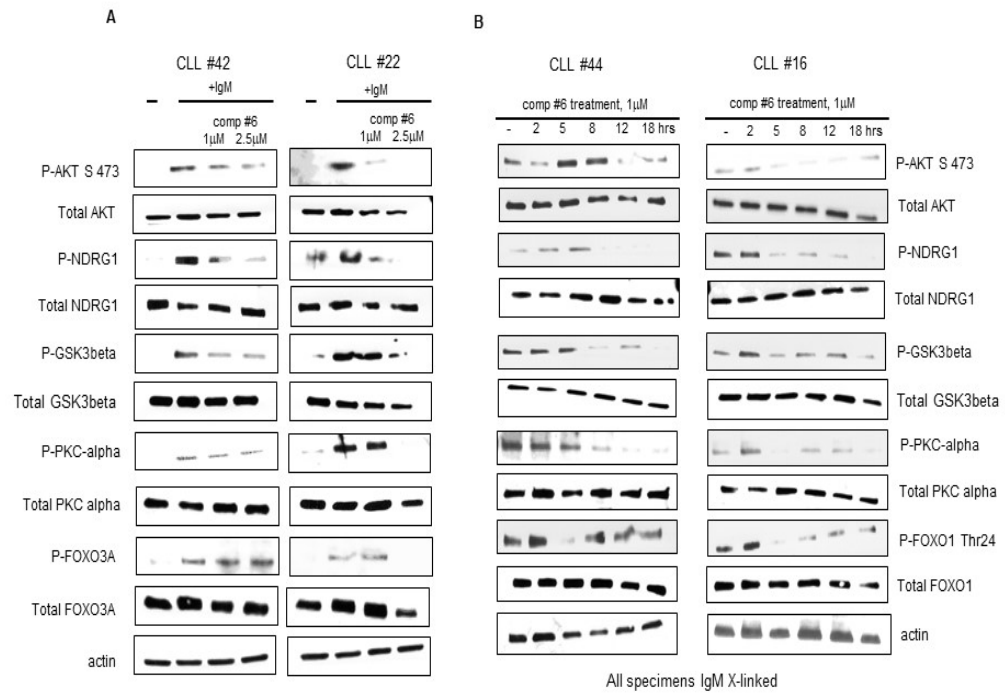 A
B
CLL #42
CLL #22
CLL #44
CLL #16
+IgM
+IgM
comp #6 treatment, 1μM
comp #6 treatment, 1μM
comp #6
1μM 2.5μM
comp #6
1μM 2.5μM
- 2 5 8 12 18 hrs
- 2 5 8 12 18 hrs
P-AKT S 473
Total AKT
P-NDRG1
Total NDRG1
P-GSK3beta
Total GSK3beta
P-PKC-alpha
Total PKC alpha
P-FOXO3A
Total FOXO3A
actin
P-AKT S 473
Total AKT
P-NDRG1
Total NDRG1
P-GSK3beta
Total GSK3beta
P-PKC-alpha
Total PKC alpha
P-FOXO1 Thr24
Total FOXO1
actin
All specimens IgM X-linked